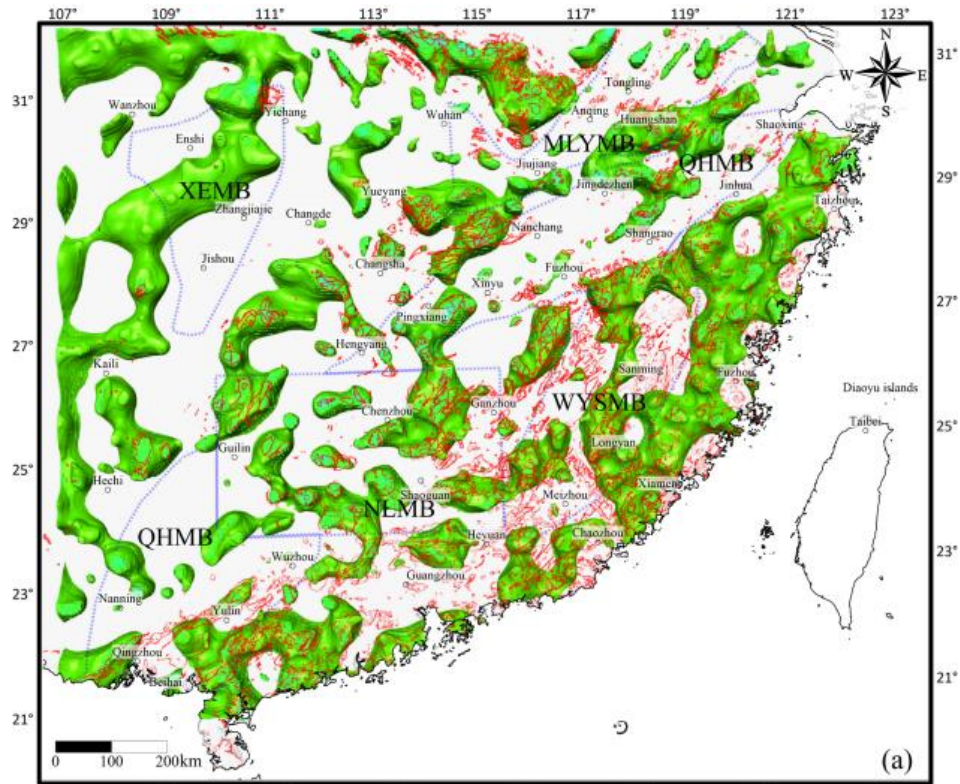 107° 109° 111° 113° 115° 117° 119° 121° 123°
N
31° W E 31°
S
Tongling
Wanzhou Yichang Wuhan Anqing Huangshan Shaoxing
Enshi MLYMB
Jiujiang QHMB
XEMB Yueyang Jingdezhen Jinhua
29° Zhangjiajie Changde Taizhou 29°
Nanchang Shangrao
Jishou Changsha Fuzhou
Xinyu
Pingxiang
27° Hengyang 27°
Kaili Sanming Fuzhou
Chenzhou Ganzhou WYSMB Diaoyu islands
Taibei
Guilin Longyan
25° 25°
Hechi Shaoguan Meizhou Xiamen
NLMB
QHMB Heyuan Chaozhou
Wuzhou Guangzhou
23° Nanning 23°
Yulin
Qingzhou
Beihai
21° 21°
0 100 200km
(a)